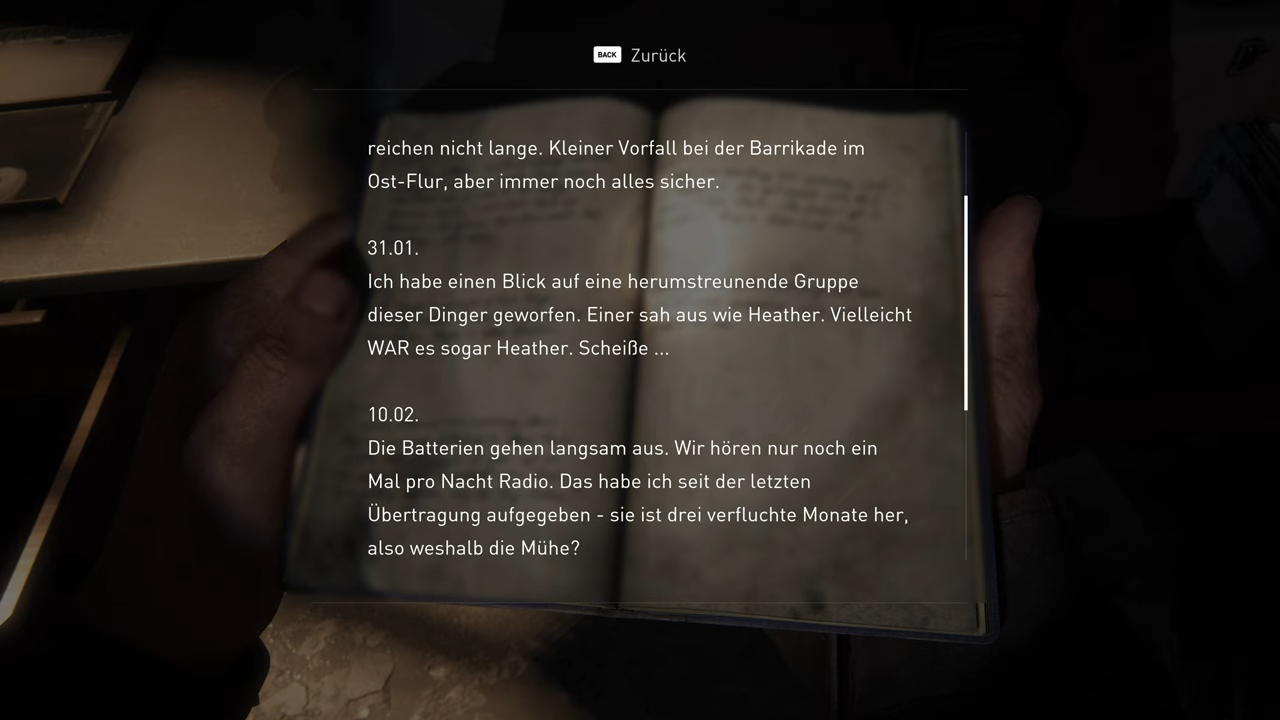 BACK Zurück
reichen nicht lange. Kleiner Vorfall bei der Barrikade im
Ost-Flur, aber immer noch alles sicher.
31.01.
Ich habe einen Blick auf eine herumstreunende Gruppe
dieser Dinger geworfen. Einer sah aus wie Heather. Vielleicht
WAR es sogar Heather. Scheiße ...
10.02.
Die Batterien gehen langsam aus. Wir hören nur noch ein
Mal pro Nacht Radio. Das habe ich seit der letzten
Übertragung aufgegeben - sie ist drei verfluchte Monate her,
also weshalb die Mühe?